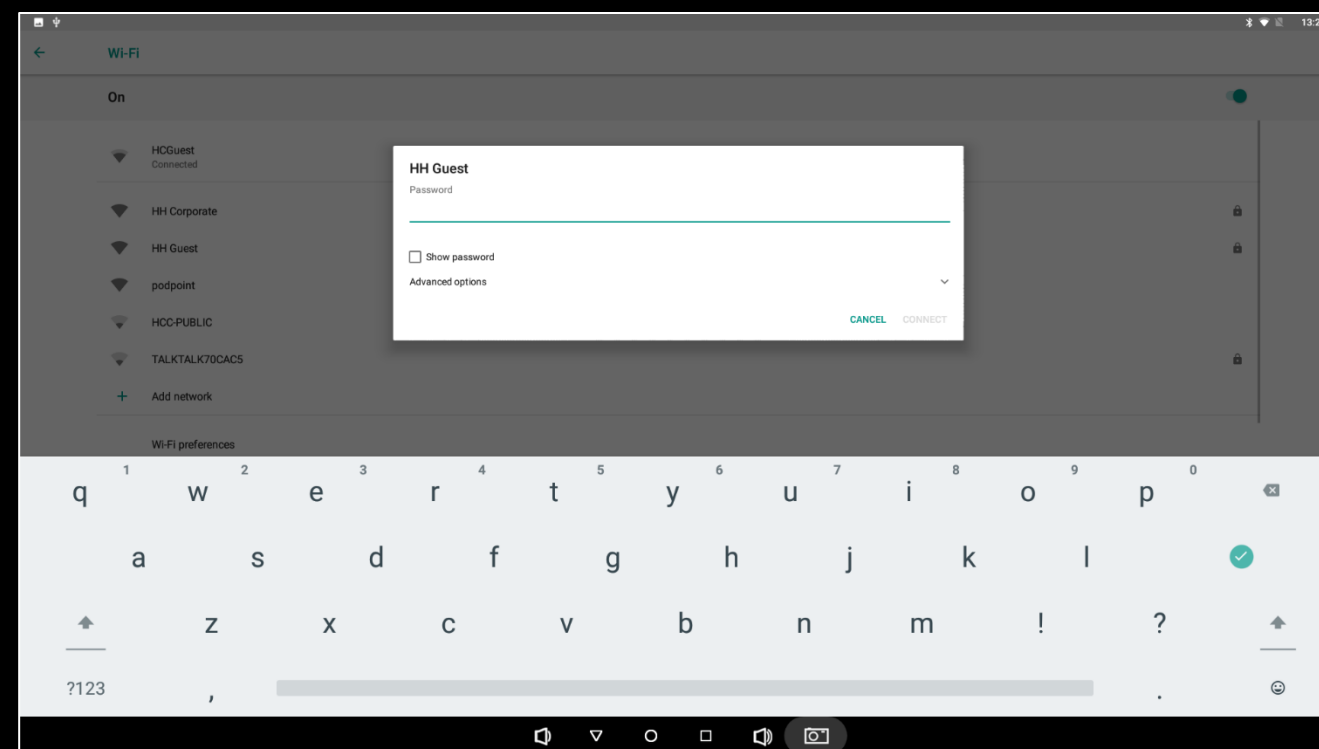 13:2
Wi-Fi
On
HCGuest
Connected
HH Corporate
HH Guest
podpoint
HCC-PUBLIC
TALKTALK70CAC5
Add network
Wi-Fi preferences
HH Guest
Password
Show password
Advanced options
CANCEL CONNECT
1 2 3 4 5 6 7 8 9 0
q w e r t y u i o p
a s d f g h j k l
z x c v b n m ! ?
?123 , .